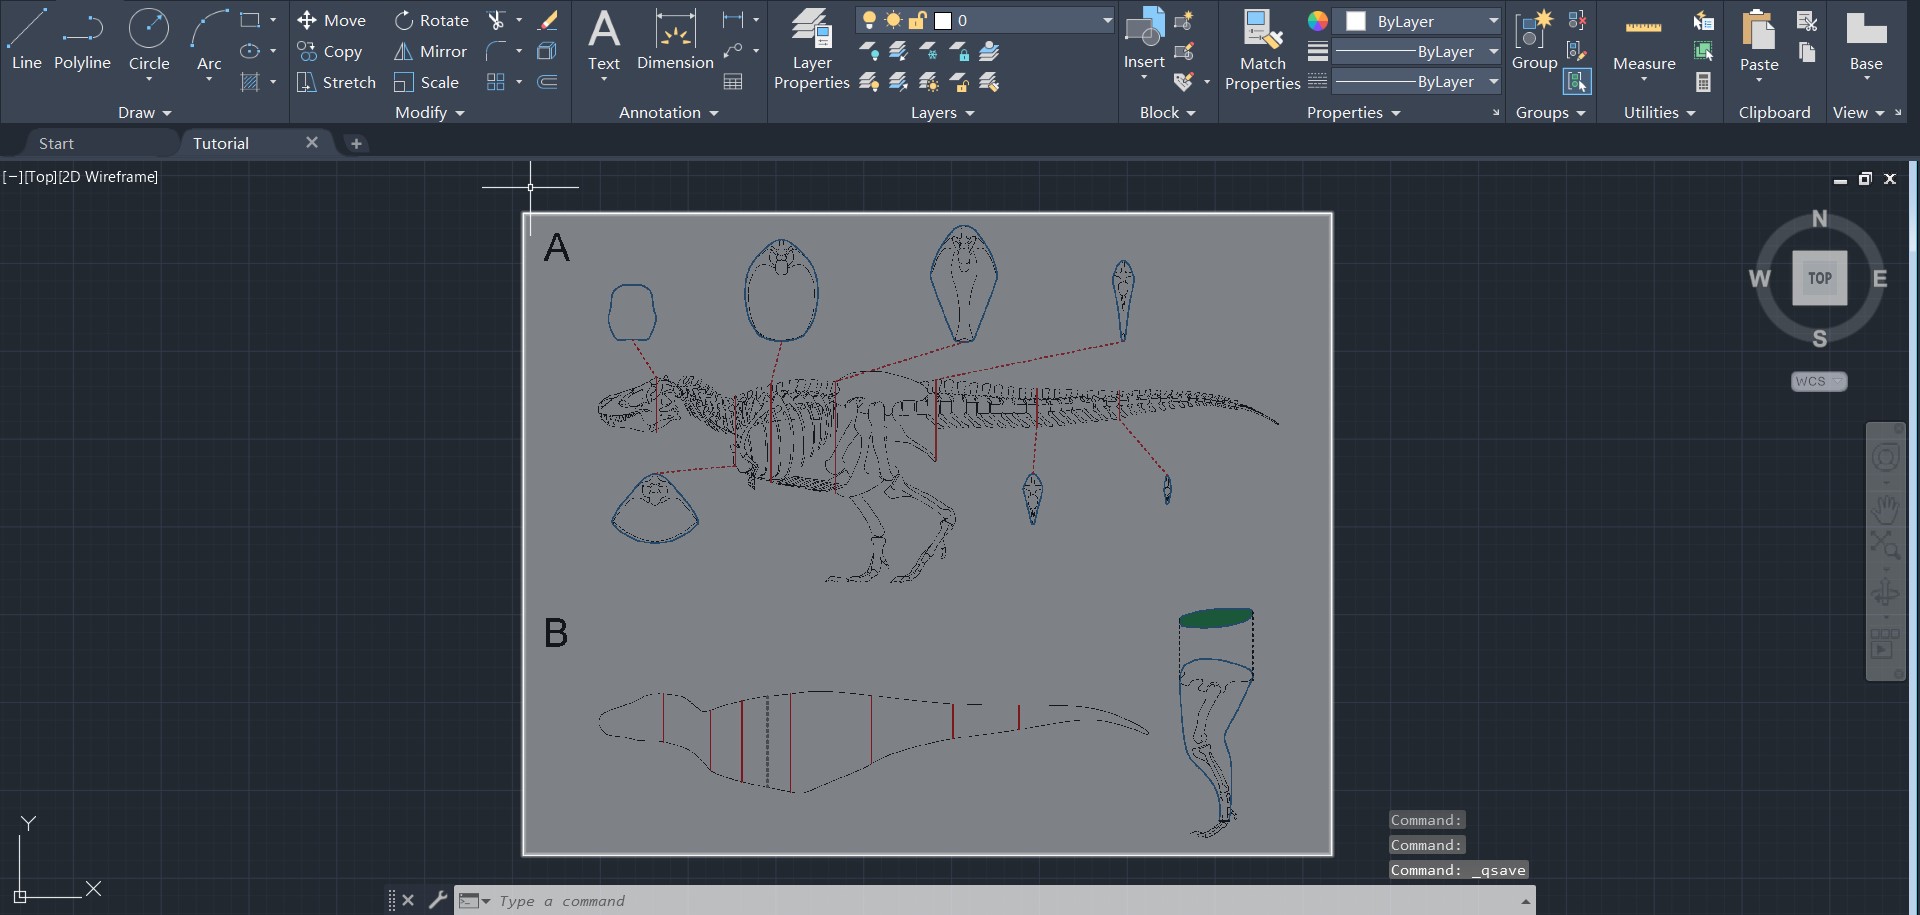 Line
Polyline
Circle
Arc
Draw
Move
Rotate
Copy
Mirror
Stretch
Scale
Modify
Text
Dimension
Annotation
Layer Properties
0
Layers
Insert
Block
Match Properties
ByLayer
ByLayer
ByLayer
Properties
Group
Groups
Measure
Utilities
Paste
Clipboard
Base
View
Start
Tutorial
[−][Top][2D Wireframe]
N
W
TOP
E
S
WCS
A
B
Y
X
Command:
Command:
Command: _qsave
Type a command